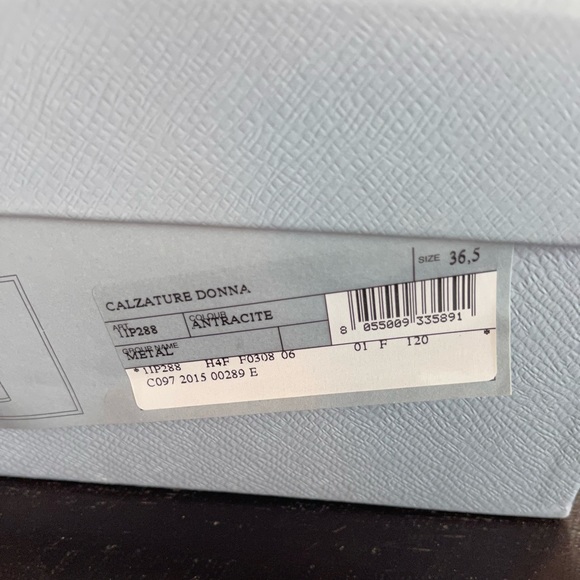 SIZE 36,5
CALZATURE DONNA
ART. 1IP288 COLOUR ANTRACITE
8 055009 335891
GROUP NAME METAL
*1IP288 H4F F0308 06 01 F 120 *
C097 2015 00289 E